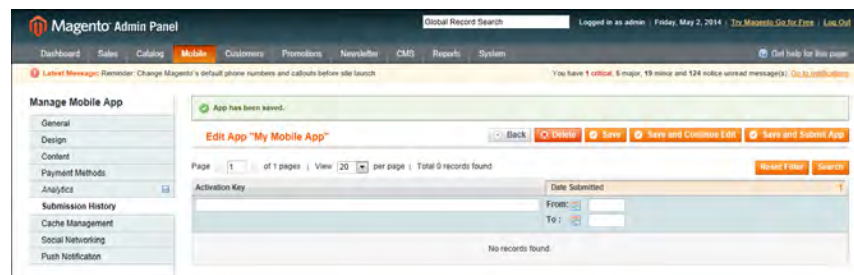 Magento Admin Panel
Global Record Search
Logged in as admin | Friday, May 2, 2014 | Try Magento Go for Free | Log Out
Dashboard Sales Catalog Mobile Customers Promotions Newsletter CMS Reports System
Get help for this page
Latest Message: Reminder: Change Magento's default phone numbers and callouts before site launch
You have 1 critical, 5 major, 19 minor and 124 notice unread message(s). Go to notifications
Manage Mobile App
General
Design
Content
Payment Methods
Analytics
Submission History
Cache Management
Social Networking
Push Notification
App has been saved.
Edit App "My Mobile App"
Back Delete Save Save and Continue Edit Save and Submit App
Page 1 of 1 pages | View 20 per page | Total 0 records found
Reset Filter Search
Activation Key Date Submitted
From:
To :
No records found.